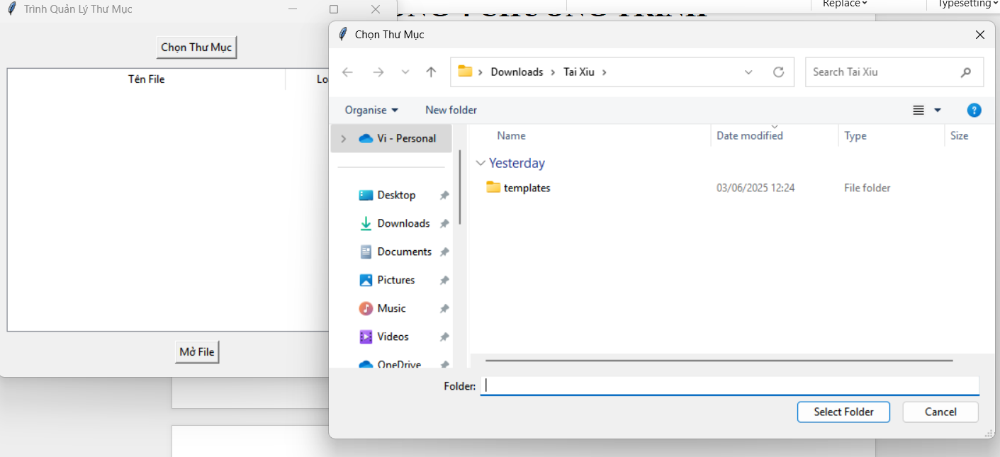 Trình Quản Lý Thư Mục
Replace
Typesetting
Chọn Thư Mục
Tên File
Lo
Mở File
Chọn Thư Mục
Downloads > Tai Xiu >
Search Tai Xiu
Organise
New folder
Vi - Personal
Desktop
Downloads
Documents
Pictures
Music
Videos
OneDrive
Name
Date modified
Type
Size
Yesterday
templates
03/06/2025 12:24
File folder
Folder:
Select Folder
Cancel